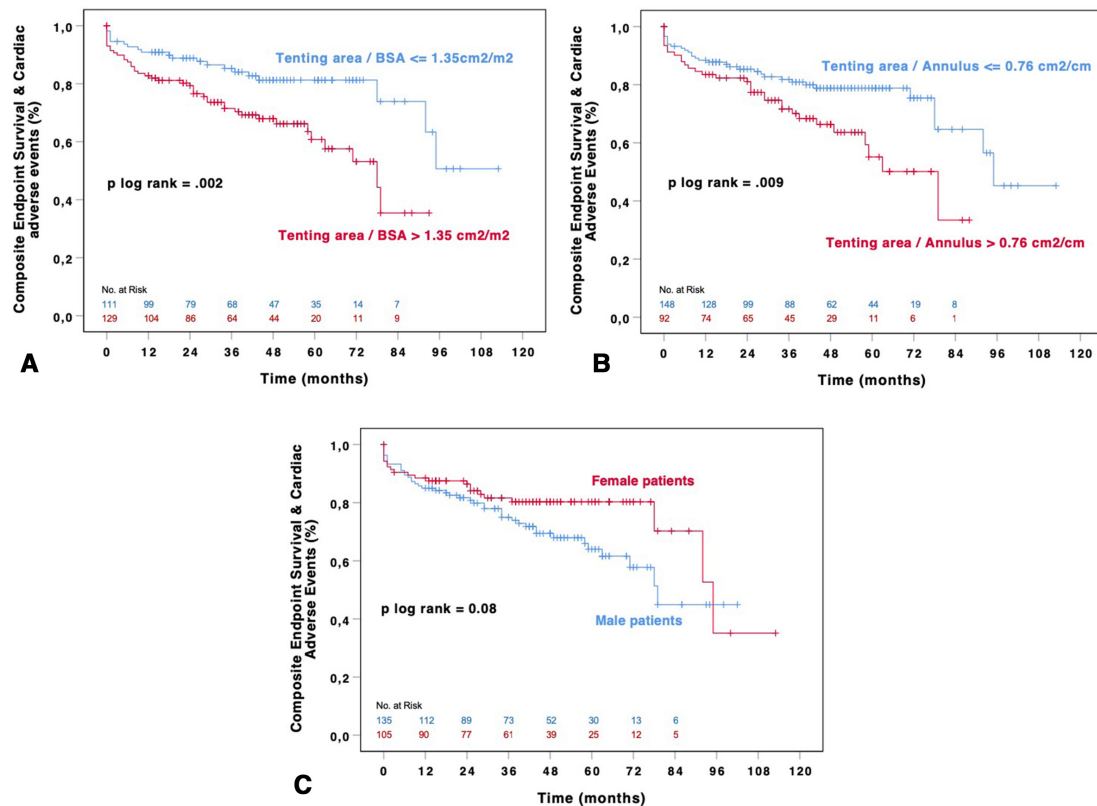 Composite Endpoint Survival & Cardiac
adverse events (%)
1,0
0,8
0,6
0,4
0,2
0,0
Tenting area / BSA <= 1.35cm2/m2
p log rank = .002
Tenting area / BSA > 1.35 cm2/m2
No. at Risk
111 99 79 68 47 35 14 7
129 104 86 64 44 20 11 9
0 12 24 36 48 60 72 84 96 108 120
Time (months)
A
Composite Endpoint Survival & Cardiac
Adverse Events (%)
1,0
0,8
0,6
0,4
0,2
0,0
Tenting area / Annulus <= 0.76 cm2/cm
p log rank = .009
Tenting area / Annulus > 0.76 cm2/cm
No. at Risk
148 128 99 88 62 44 19 8
92 74 65 45 29 11 6 1
0 12 24 36 48 60 72 84 96 108 120
Time (months)
B
Composite Endpoint Survival & Cardiac
Adverse Events (%)
1,0
0,8
0,6
0,4
0,2
0,0
Female patients
p log rank = 0.08
Male patients
No. at Risk
135 112 89 73 52 30 13 6
105 90 77 61 39 25 12 5
0 12 24 36 48 60 72 84 96 108 120
Time (months)
C